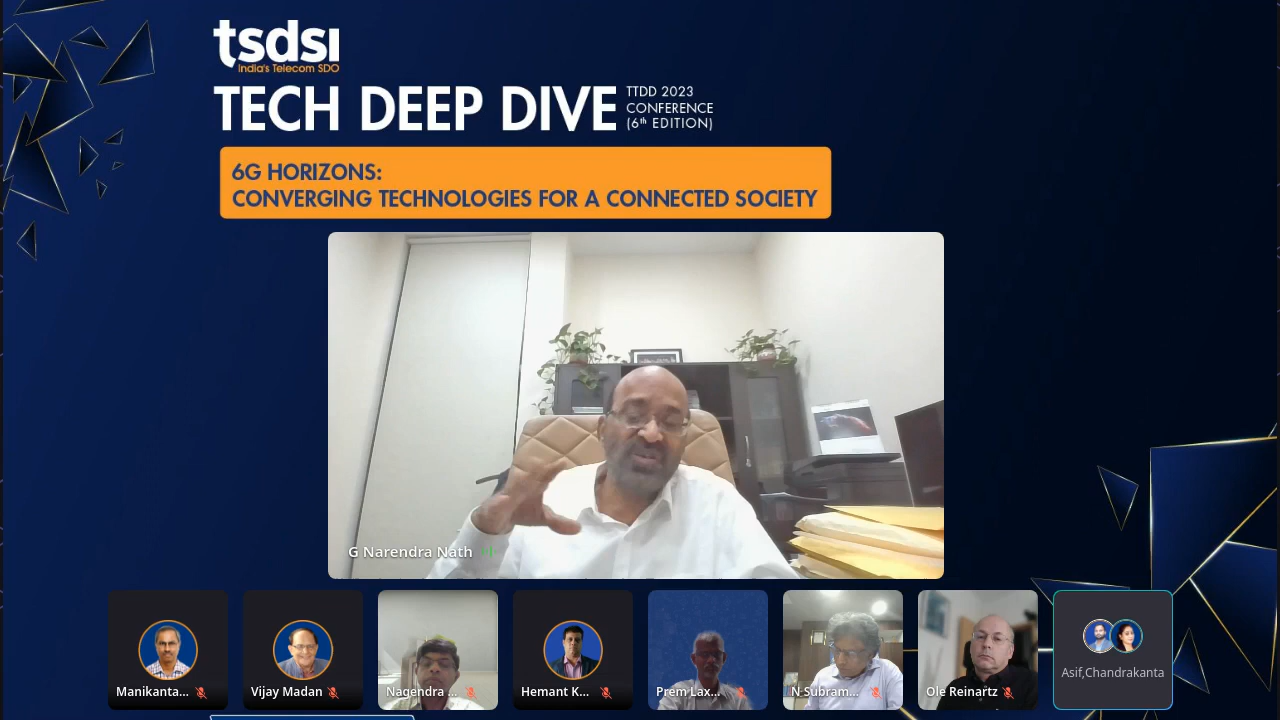 tsdsi
India's Telecom SDO
TECH DEEP DIVE
TTDD 2023
CONFERENCE
(6th EDITION)
6G HORIZONS:
CONVERGING TECHNOLOGIES FOR A CONNECTED SOCIETY
G Narendra Nath
Manikanta...
Vijay Madan
Nagendra ...
Hemant K...
Prem Lax...
N Subram...
Ole Reinartz
Asif,Chandrakanta